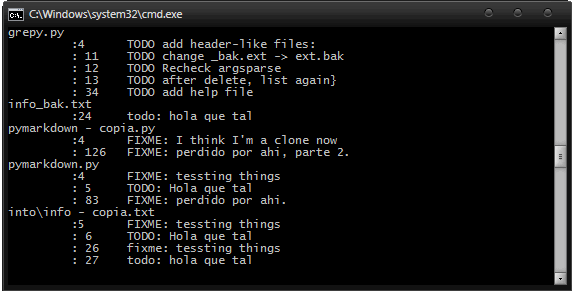 C:\Windows\system32\cmd.exe
grepy.py
:4 TODO add header-like files:
: 11 TODO change _bak.ext -> ext.bak
: 12 TODO Recheck argsparse
: 13 TODO after delete, list again}
: 34 TODO add help file
info_bak.txt
:24 todo: hola que tal
pymarkdown - copia.py
:4 FIXME: I think I'm a clone now
: 126 FIXME: perdido por ahi, parte 2.
pymarkdown.py
:4 FIXME: tessting things
: 5 TODO: Hola que tal
: 83 FIXME: perdido por ahi.
into\info - copia.txt
:5 FIXME: tessting things
: 6 TODO: Hola que tal
: 26 fixme: tessting things
: 27 todo: hola que tal